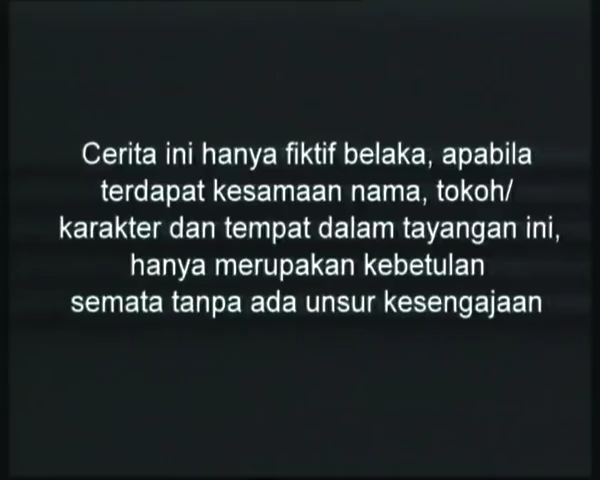 Cerita ini hanya fiktif belaka, apabila
terdapat kesamaan nama, tokoh/
karakter dan tempat dalam tayangan ini,
hanya merupakan kebetulan
semata tanpa ada unsur kesengajaan